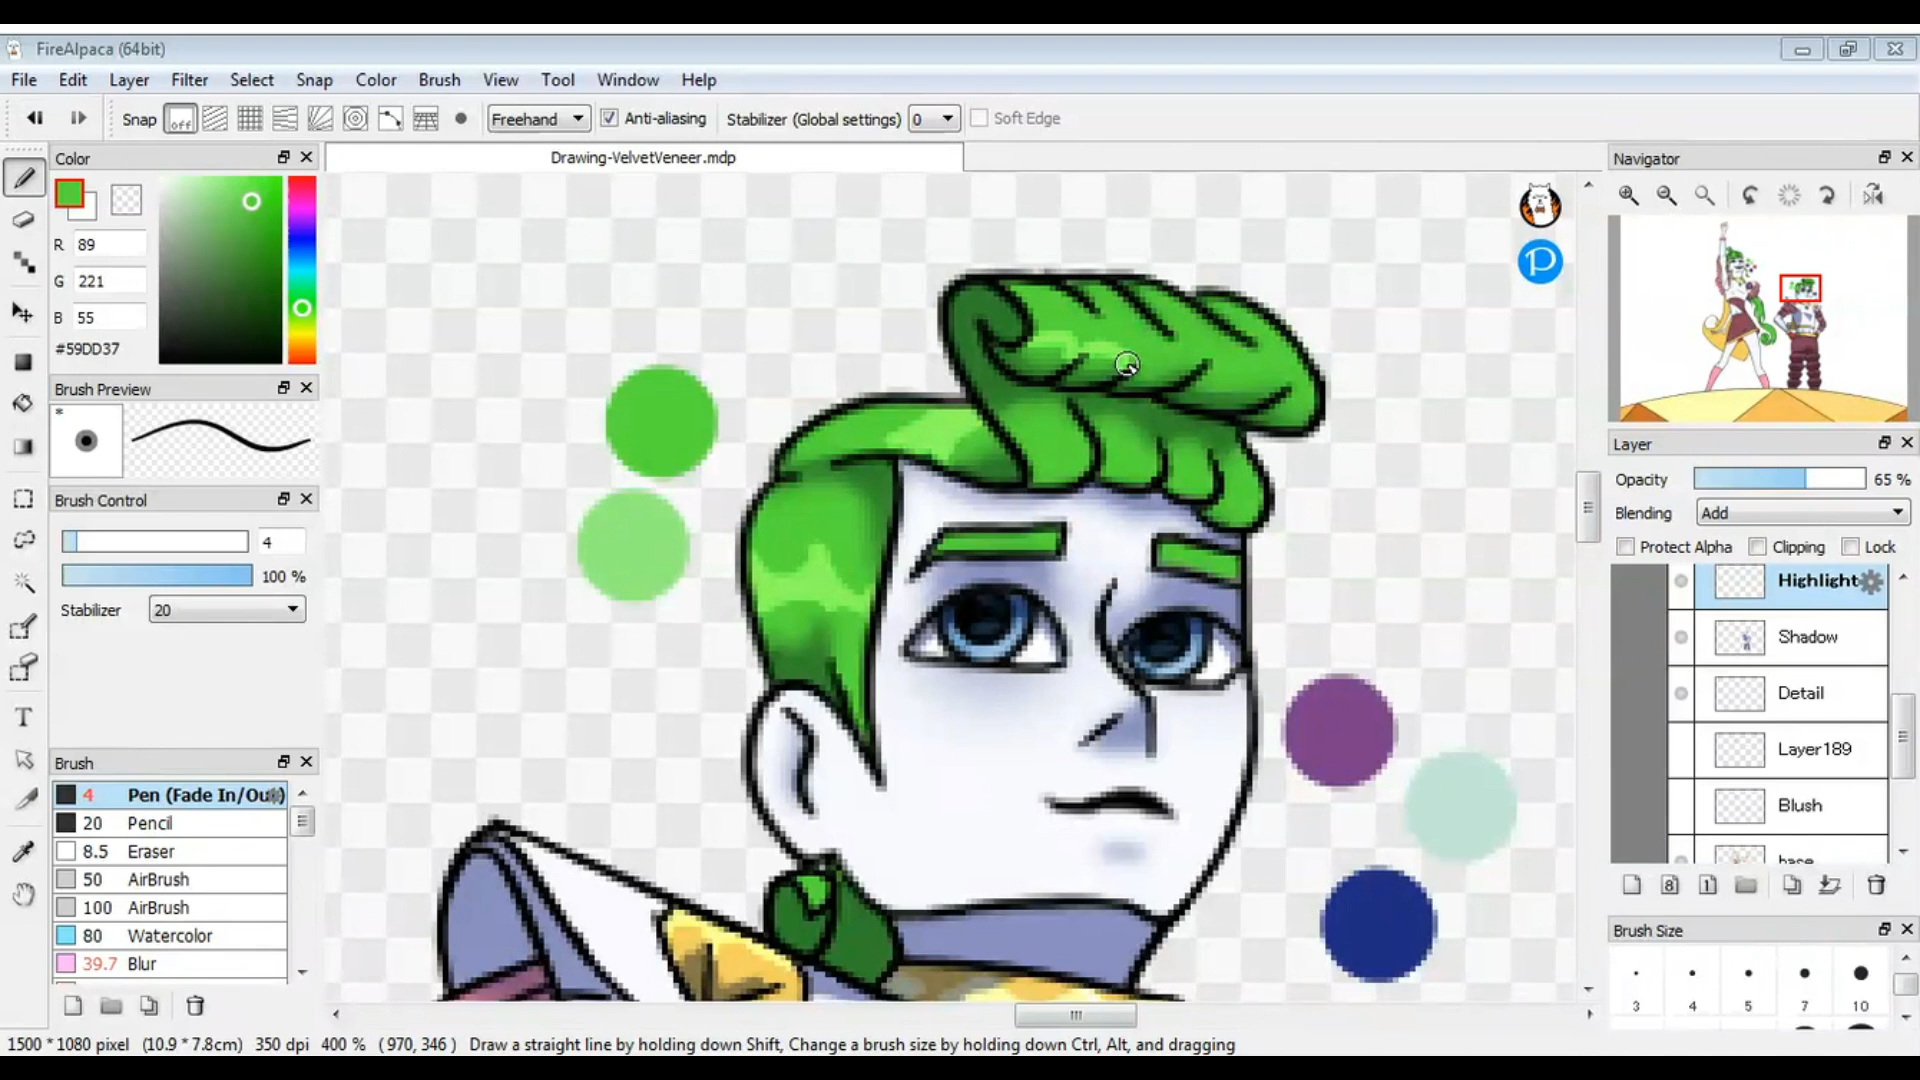 FireAlpaca (64bit)
File Edit Layer Filter Select Snap Color Brush View Tool Window Help
Snap off Freehand Anti-aliasing Stabilizer (Global settings) 0 Soft Edge
Color
R 89
G 221
B 55
#59DD37
Brush Preview
*
Brush Control
4
100 %
Stabilizer 20
Brush
4 Pen (Fade In/Out)
20 Pencil
8.5 Eraser
50 AirBrush
100 AirBrush
80 Watercolor
39.7 Blur
T
Drawing-VelvetVeneer.mdp
P
Navigator
Layer
Opacity 65 %
Blending Add
Protect Alpha Clipping Lock
Highlight
Shadow
Detail
Layer189
Blush
base
8 1
Brush Size
3 4 5 7 10
1500 * 1080 pixel (10.9 * 7.8cm) 350 dpi 400 % ( 970, 346 ) Draw a straight line by holding down Shift, Change a brush size by holding down Ctrl, Alt, and dragging